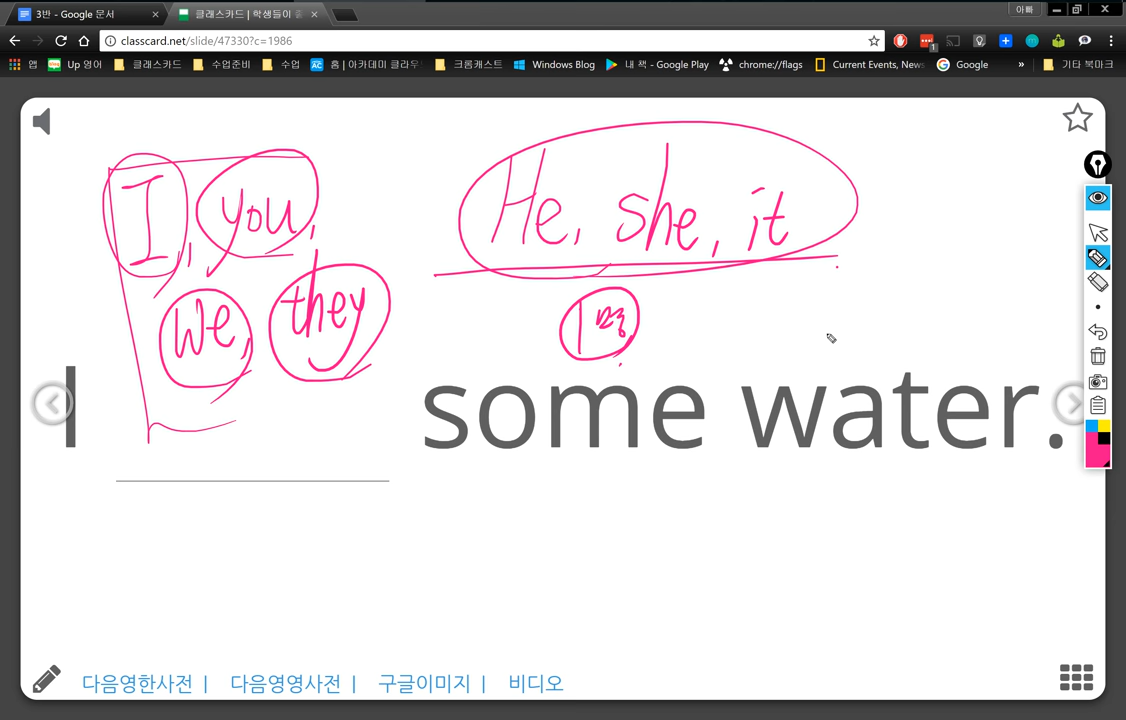 3반 - Google 문서
클래스카드 | 학생들이 좋
아빠
classcard.net/slide/47330?c=1986
앱 Up 영어 클래스카드 수업준비 수업 홈 | 아카데미 클라우 크롬캐스트 Windows Blog 내 책 - Google Play chrome://flags Current Events, News Google » 기타 북마크
I, you, He, she, it
we, they
1명
I some water.
다음영한사전 | 다음영영사전 | 구글이미지 | 비디오